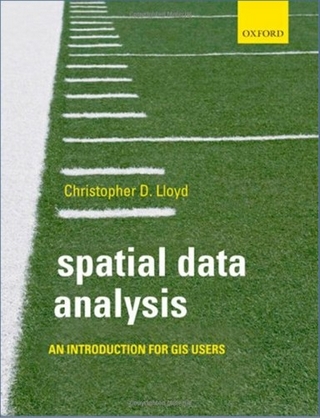 OXFORD
Christopher D. Lloyd
spatial data
analysis
AN INTRODUCTION FOR GIS USERS